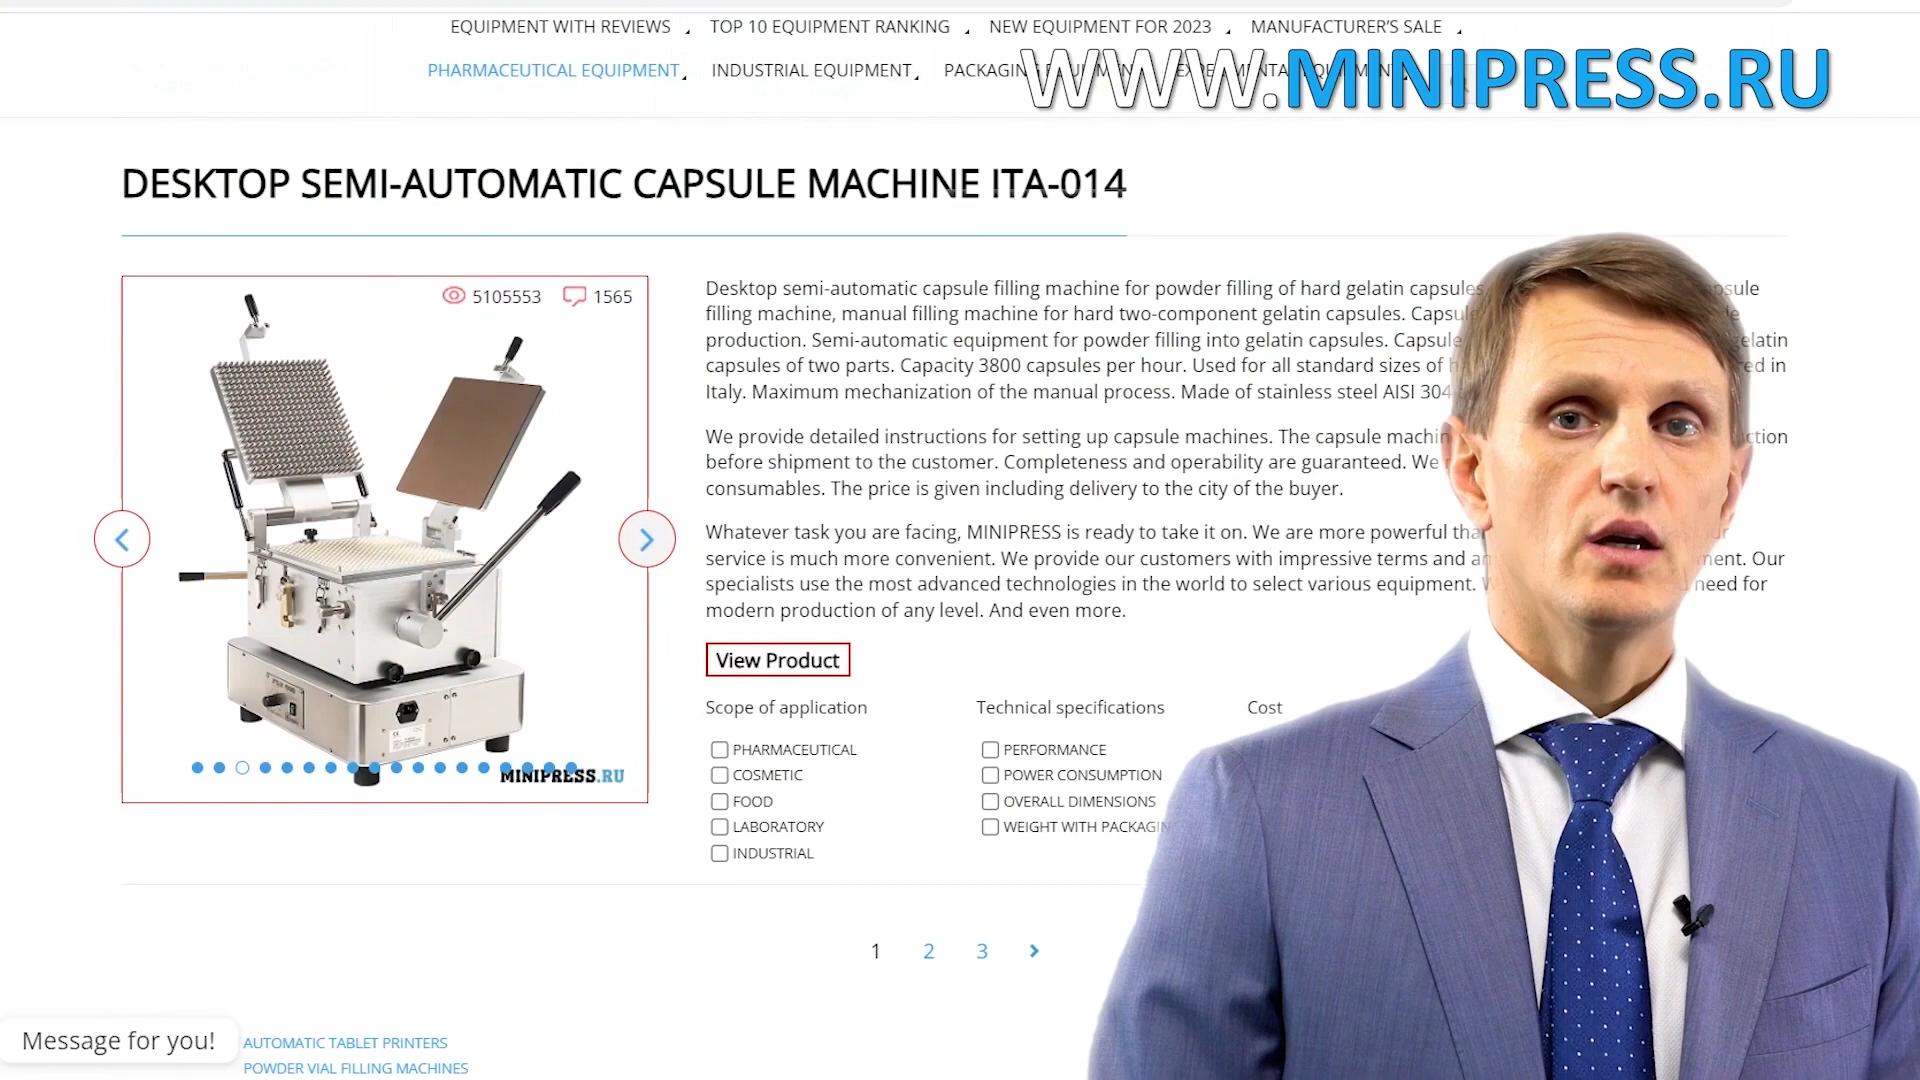 EQUIPMENT WITH REVIEWS TOP 10 EQUIPMENT RANKING NEW EQUIPMENT FOR 2023 MANUFACTURER'S SALE
PHARMACEUTICAL EQUIPMENT INDUSTRIAL EQUIPMENT
WWW.MINIPRESS.RU
DESKTOP SEMI-AUTOMATIC CAPSULE MACHINE ITA-014
5105553 1565
MINIPRESS.RU
Desktop semi-automatic capsule filling machine for powder filling of hard gelatin capsules
filling machine, manual filling machine for hard two-component gelatin capsules.
production. Semi-automatic equipment for powder filling into gelatin capsules.
capsules of two parts. Capacity 3800 capsules per hour. Used for all standard sizes of in
Italy. Maximum mechanization of the manual process. Made of stainless steel AISI 304
We provide detailed instructions for setting up capsule machines. The capsule
before shipment to the customer. Completeness and operability are guaranteed. We
consumables. The price is given including delivery to the city of the buyer.
Whatever task you are facing, MINIPRESS is ready to take it on. We are more powerful
service is much more convenient. We provide our customers with impressive terms and Our
specialists use the most advanced technologies in the world to select various equipment. need for
modern production of any level. And even more.
View Product
Scope of application Technical specifications Cost
PHARMACEUTICAL PERFORMANCE
COSMETIC POWER CONSUMPTION
FOOD OVERALL DIMENSIONS
LABORATORY WEIGHT WITH
INDUSTRIAL
1 2 3
Message for you!
AUTOMATIC TABLET PRINTERS
POWDER VIAL FILLING MACHINES